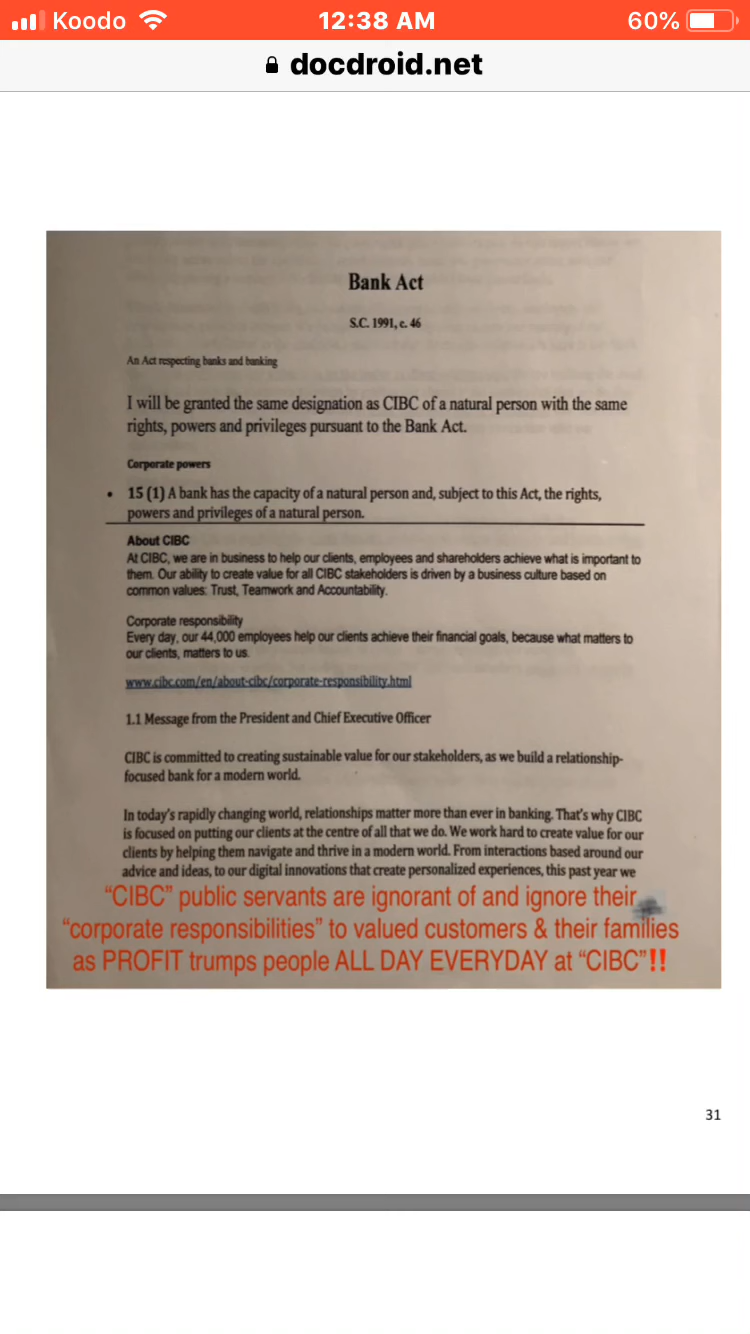 Koodo 12:38 AM 60%
docdroid.net
Bank Act
S.C. 1991, c. 46
An Act respecting banks and banking
I will be granted the same designation as CIBC of a natural person with the same
rights, powers and privileges pursuant to the Bank Act.
Corporate powers
• 15 (1) A bank has the capacity of a natural person and, subject to this Act, the rights,
powers and privileges of a natural person.
About CIBC
At CIBC, we are in business to help our clients, employees and shareholders achieve what is important to
them. Our ability to create value for all CIBC stakeholders is driven by a business culture based on
common values: Trust, Teamwork and Accountability.
Corporate responsibility
Every day, our 44,000 employees help our clients achieve their financial goals, because what matters to
our clients, matters to us.
www.cibc.com/en/about-cibc/corporate-responsibility.html
1.1 Message from the President and Chief Executive Officer
CIBC is committed to creating sustainable value for our stakeholders, as we build a relationship-
focused bank for a modern world.
In today's rapidly changing world, relationships matter more than ever in banking. That's why CIBC
is focused on putting our clients at the centre of all that we do. We work hard to create value for our
clients by helping them navigate and thrive in a modern world. From interactions based around our
advice and ideas, to our digital innovations that create personalized experiences, this past year we
“CIBC” public servants are ignorant of and ignore their
“corporate responsibilities” to valued customers & their families
as PROFIT trumps people ALL DAY EVERYDAY at “CIBC”!!
31